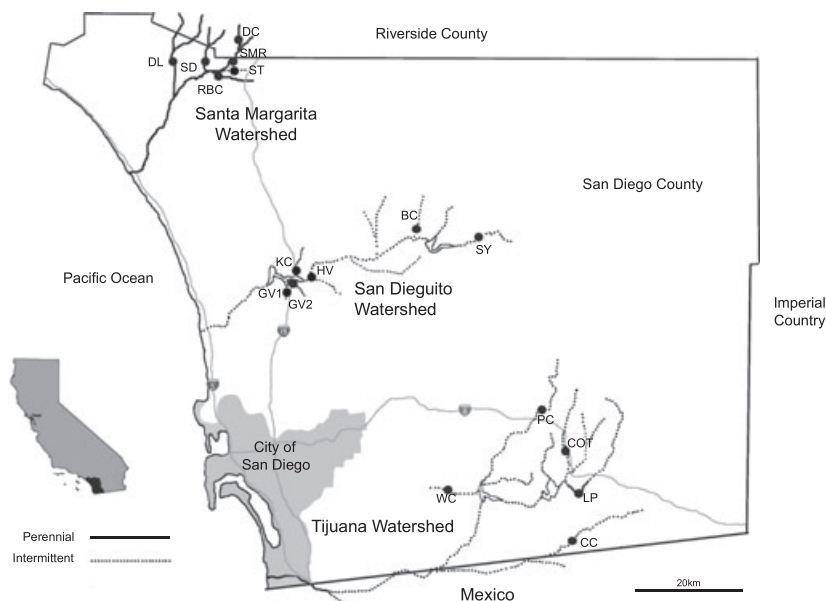 Riverside County
DC
DL
SD
SMR
ST
RBC
Santa Margarita
Watershed
San Diego County
BC
SY
KC
HV
Pacific Ocean
GV1
GV2
San Dieguito
Watershed
Imperial
Country
PC
COT
City of
San Diego
WC
LP
Tijuana Watershed
CC
Perennial
Intermittent
20km
Mexico